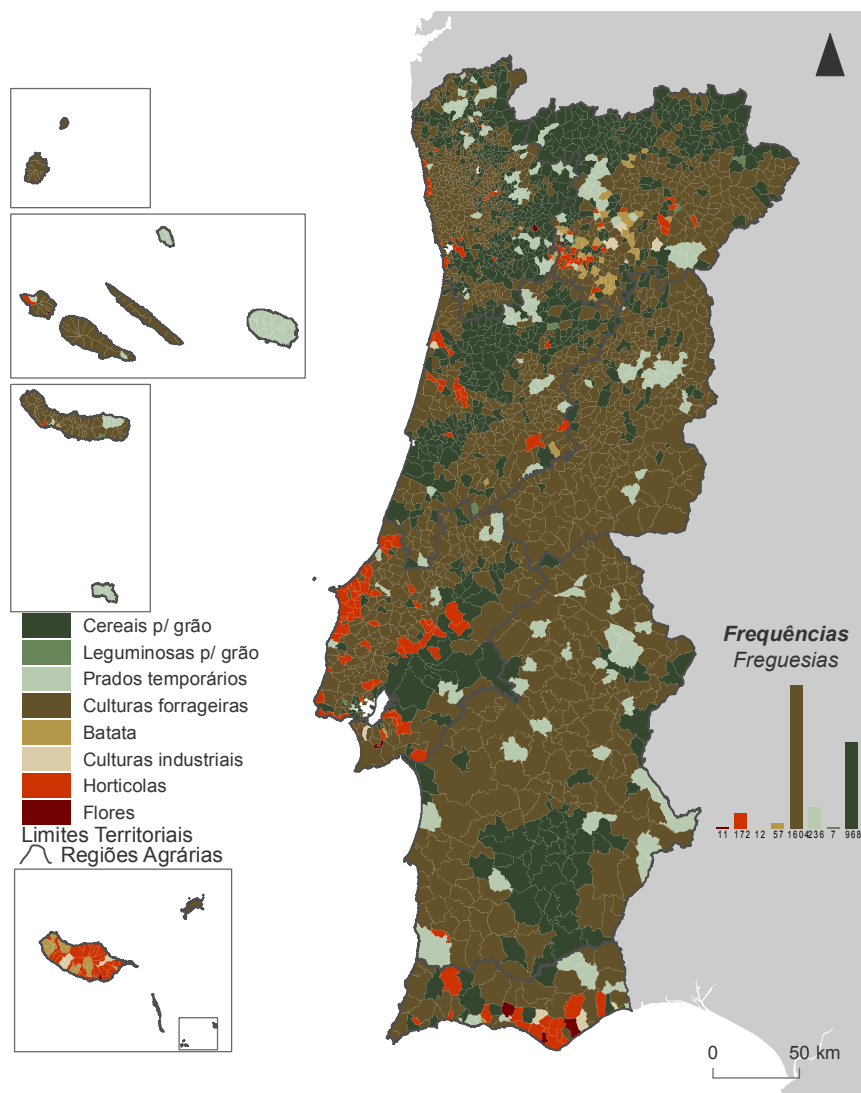 Cereais p/ grão
Leguminosas p/ grão
Prados temporários
Culturas forrageiras
Batata
Culturas industriais
Horticolas
Flores
Limites Territoriais
Regiões Agrárias
Frequências
Freguesias
11 172 12 57 1604 236 7 968
0 50 km